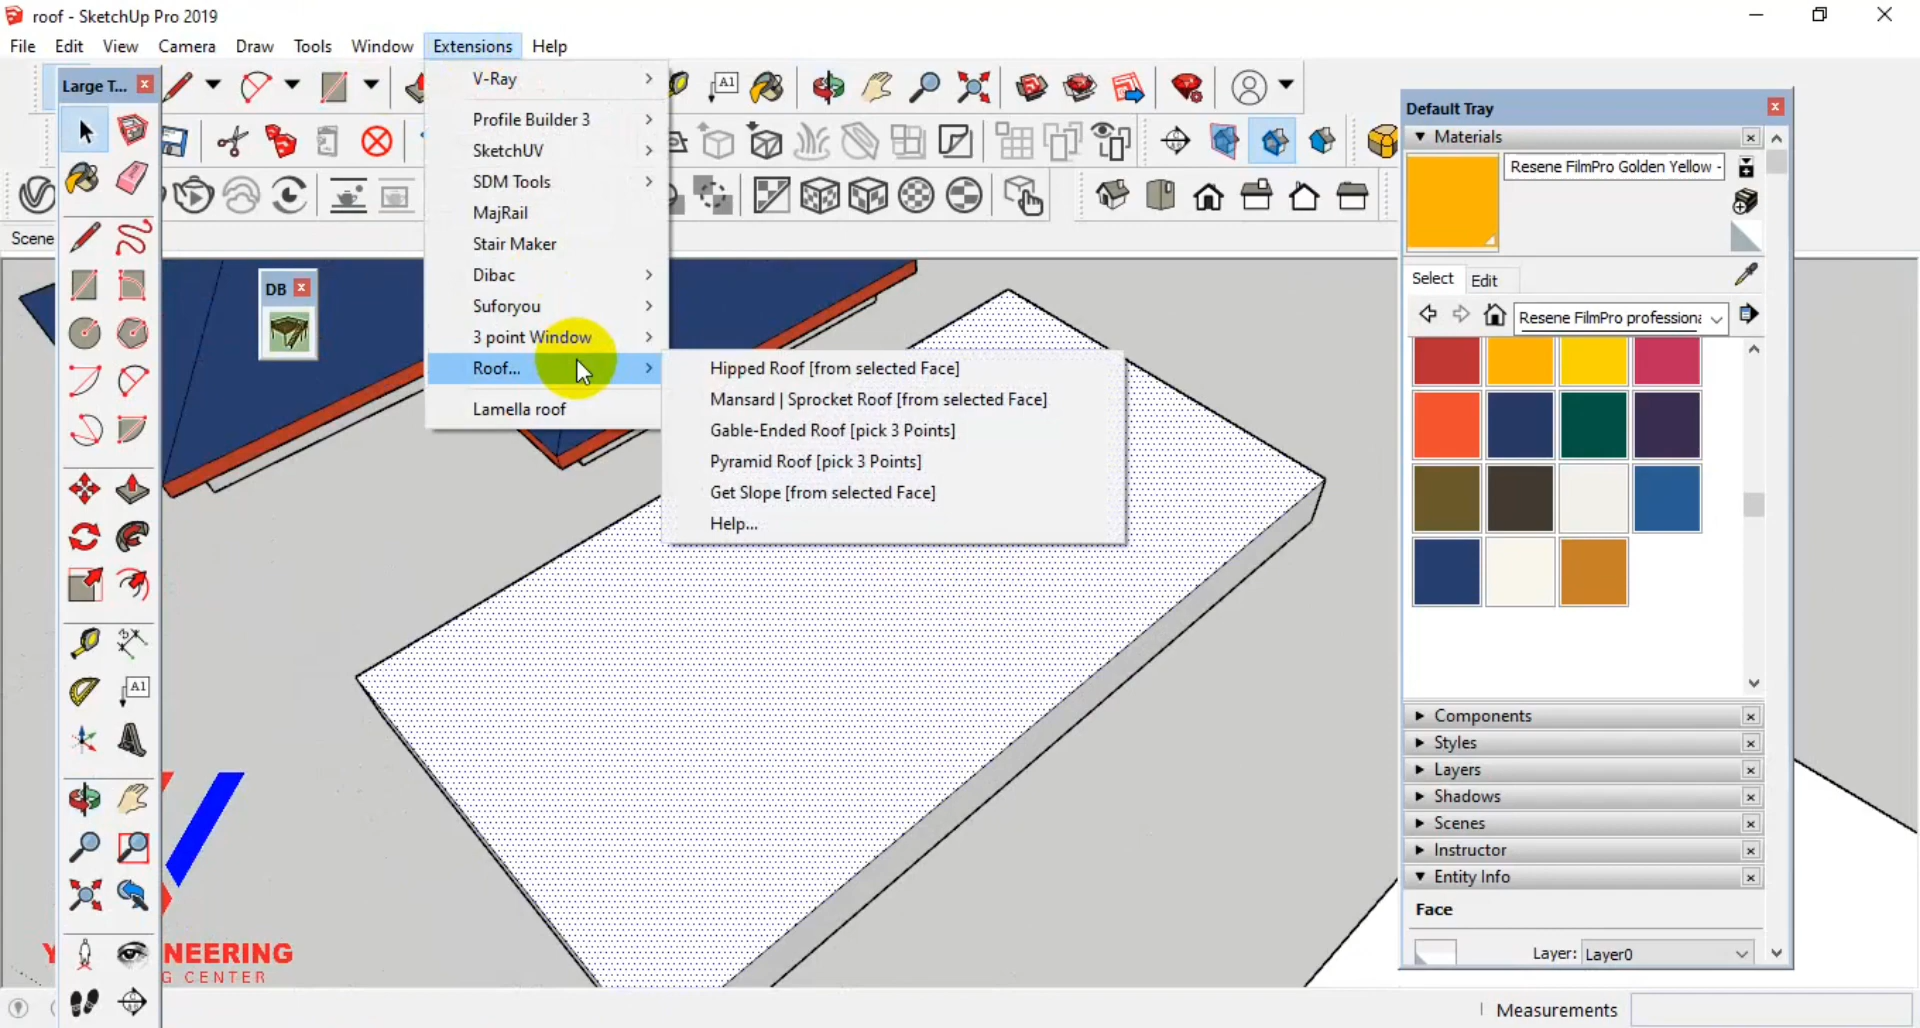 roof - SketchUp Pro 2019
File Edit View Camera Draw Tools Window Extensions Help
Large T...
A1
Scene
DB
V-Ray
Profile Builder 3
SketchUV
SDM Tools
MajRail
Stair Maker
Dibac
Suforyou
3 point Window
Roof...
Lamella roof
Hipped Roof [from selected Face]
Mansard | Sprocket Roof [from selected Face]
Gable-Ended Roof [pick 3 Points]
Pyramid Roof [pick 3 Points]
Get Slope [from selected Face]
Help...
Default Tray
Materials
Resene FilmPro Golden Yellow -
Select Edit
Resene FilmPro professiona
Components
Styles
Layers
Shadows
Scenes
Instructor
Entity Info
Face
Layer: Layer0
A1
NEERING
G CENTER
Measurements